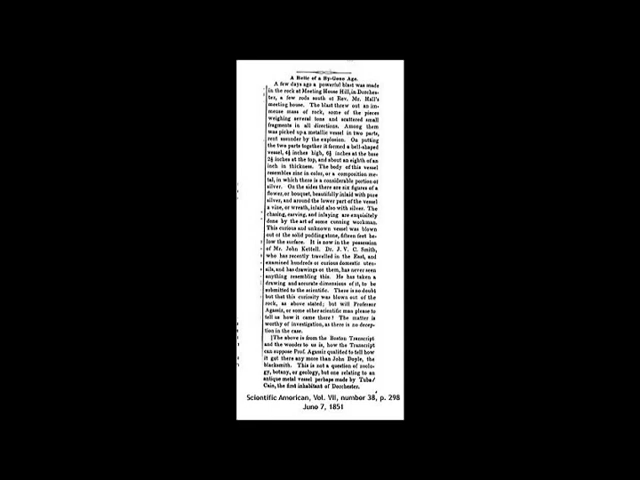 A Relic of a By-Gone Age.
A few days ago a powerful blast was made
in the rock at Meeting House Hill, in Dorches-
ter, a few rods south of Rev. Mr. Hall's
meeting house. The blast threw out an im-
mense mass of rock, some of the pieces
weighing several tons and scattered small
fragments in all directions. Among them
was picked up a metallic vessel in two parts,
rent asunder by the explosion. On putting
the two parts together it formed a bell-shaped
vessel, 4½ inches high, 6½ inches at the base
2½ inches at the top, and about an eighth of an
inch in thickness. The body of this vessel
resembles zinc in color, or a composition me-
tal, in which there is a considerable portion of
silver. On the sides there are six figures of a
flower, or bouquet, beautifully inlaid with pure
silver, and around the lower part of the vessel
a vine, or wreath, inlaid also with silver. The
chasing, carving, and inlaying are exquisitely
done by the art of some cunning workman.
This curious and unknown vessel was blown
out of the solid pudding stone, fifteen feet be-
low the surface. It is now in the possession
of Mr. John Kettell. Dr. J. V. C. Smith,
who has recently travelled in the East, and
examined hundreds of curious domestic uten-
sils, and has drawings of them, has never seen
anything resembling this. He has taken a
drawing and accurate dimensions of it, to be
submitted to the scientific. There is no doubt
but that this curiosity was blown out of the
rock, as above stated; but will Professor
Agassiz, or some other scientific man please to
tell us how it came there? The matter is
worthy of investigation, as there is no decep-
tion in the case.
[The above is from the Boston Transcript
and the wonder to us is, how the Transcript
can suppose Prof. Agassiz qualified to tell how
it got there any more than John Doyle, the
blacksmith. This is not a question of zoolo-
gy, botany, or geology, but one relating to an
antique metal vessel perhaps made by Tubal
Cain, the first inhabitant of Dorchester.
Scientific American, Vol. VII, number 38, p. 298
June 7, 1851